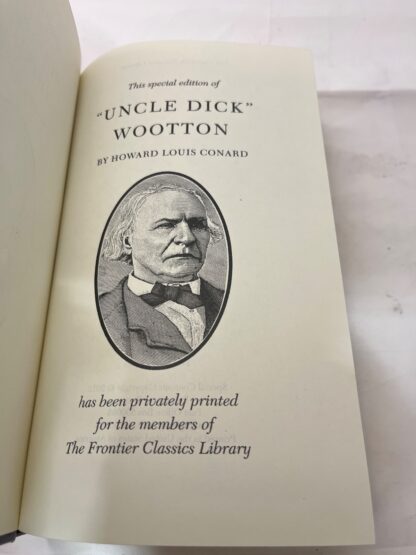 This special edition of
"UNCLE DICK"
WOOTTON
BY HOWARD LOUIS CONARD
has been privately printed
for the members of
The Frontier Classics Library